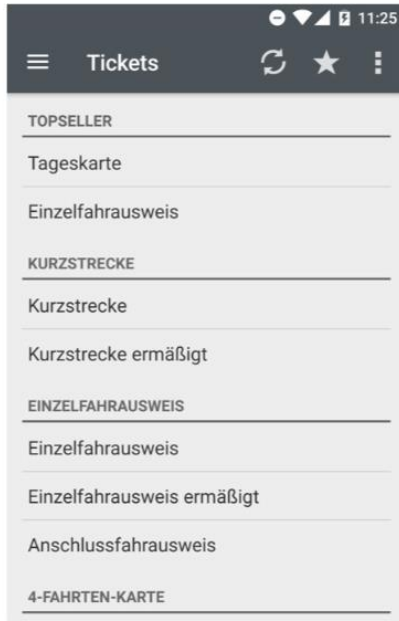 11:25
Tickets
TOPSELLER
Tageskarte
Einzelfahrausweis
KURZSTRECKE
Kurzstrecke
Kurzstrecke ermäßigt
EINZELFAHRAUSWEIS
Einzelfahrausweis
Einzelfahrausweis ermäßigt
Anschlussfahrausweis
4-FAHRTEN-KARTE